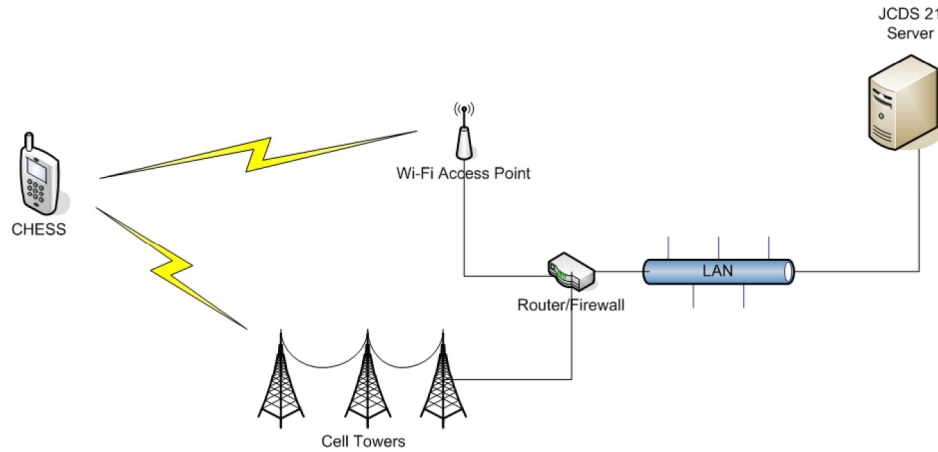 JCDS 21
Server
Wi-Fi Access Point
CHESS
LAN
Router/Firewall
Cell Towers